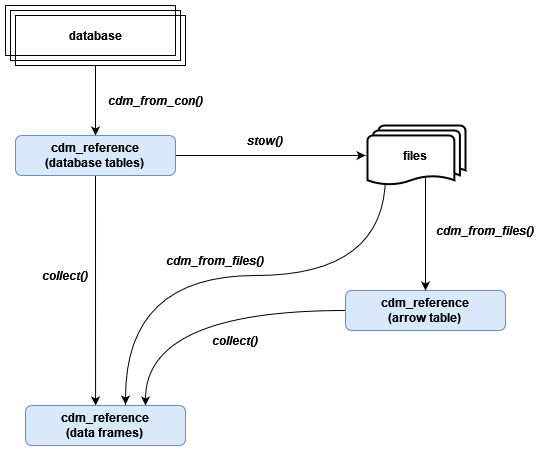 database
cdm_from_con()
cdm_reference
(database tables)
stow()
files
cdm_from_files()
cdm_from_files()
collect()
cdm_reference
(arrow table)
collect()
cdm_reference
(data frames)